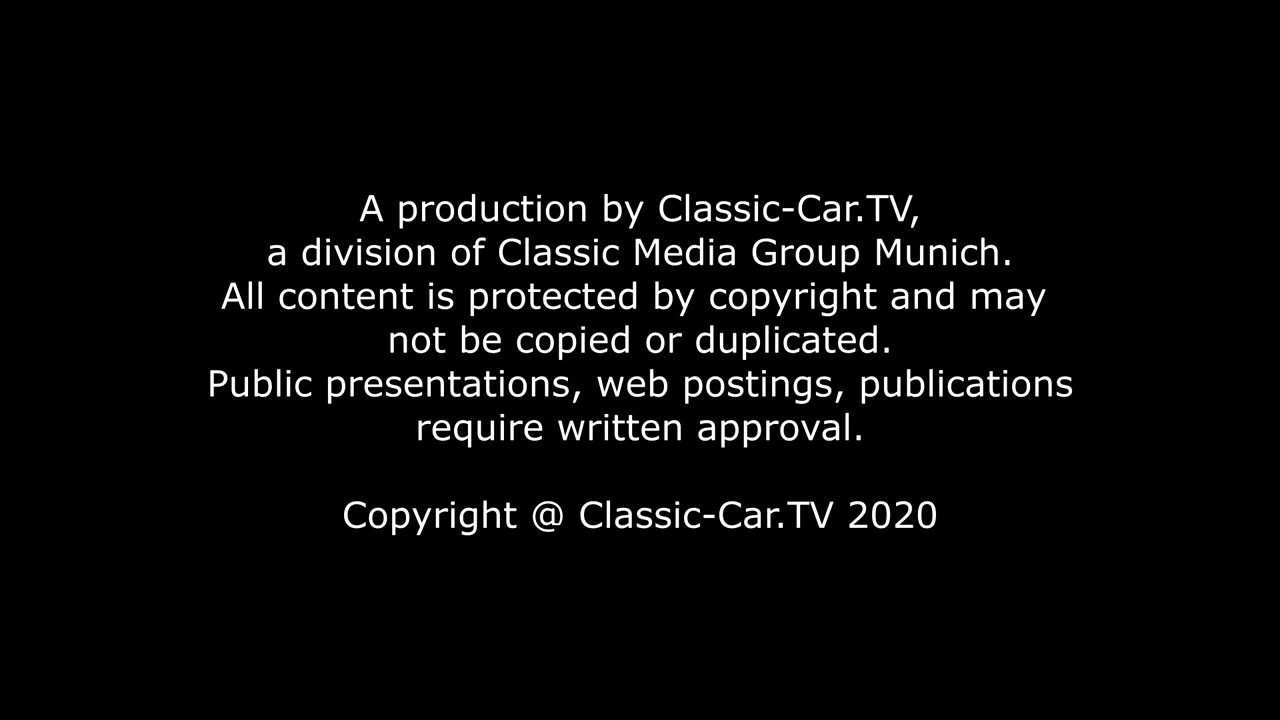 A production by Classic-Car.TV,
a division of Classic Media Group Munich.
All content is protected by copyright and may
not be copied or duplicated.
Public presentations, web postings, publications
require written approval.
Copyright @ Classic-Car.TV 2020